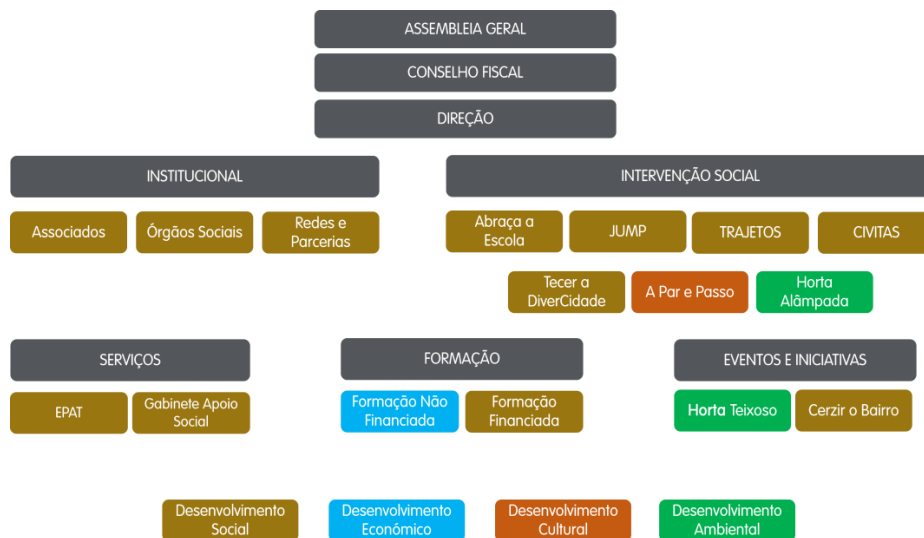 ASSEMBLEIA GERAL
CONSELHO FISCAL
DIREÇÃO
INSTITUCIONAL
INTERVENÇÃO SOCIAL
Associados
Órgãos Sociais
Redes e
Parcerias
Abraça a
Escola
JUMP
TRAJETOS
CIVITAS
Tecer a
DiverCidade
A Par e Passo
Horta
Alâmpada
SERVIÇOS
FORMAÇÃO
EVENTOS E INICIATIVAS
EPAT
Gabinete Apoio
Social
Formação Não
Financiada
Formação
Financiada
Horta Teixoso
Cerzir o Bairro
Desenvolvimento
Social
Desenvolvimento
Económico
Desenvolvimento
Cultural
Desenvolvimento
Ambiental